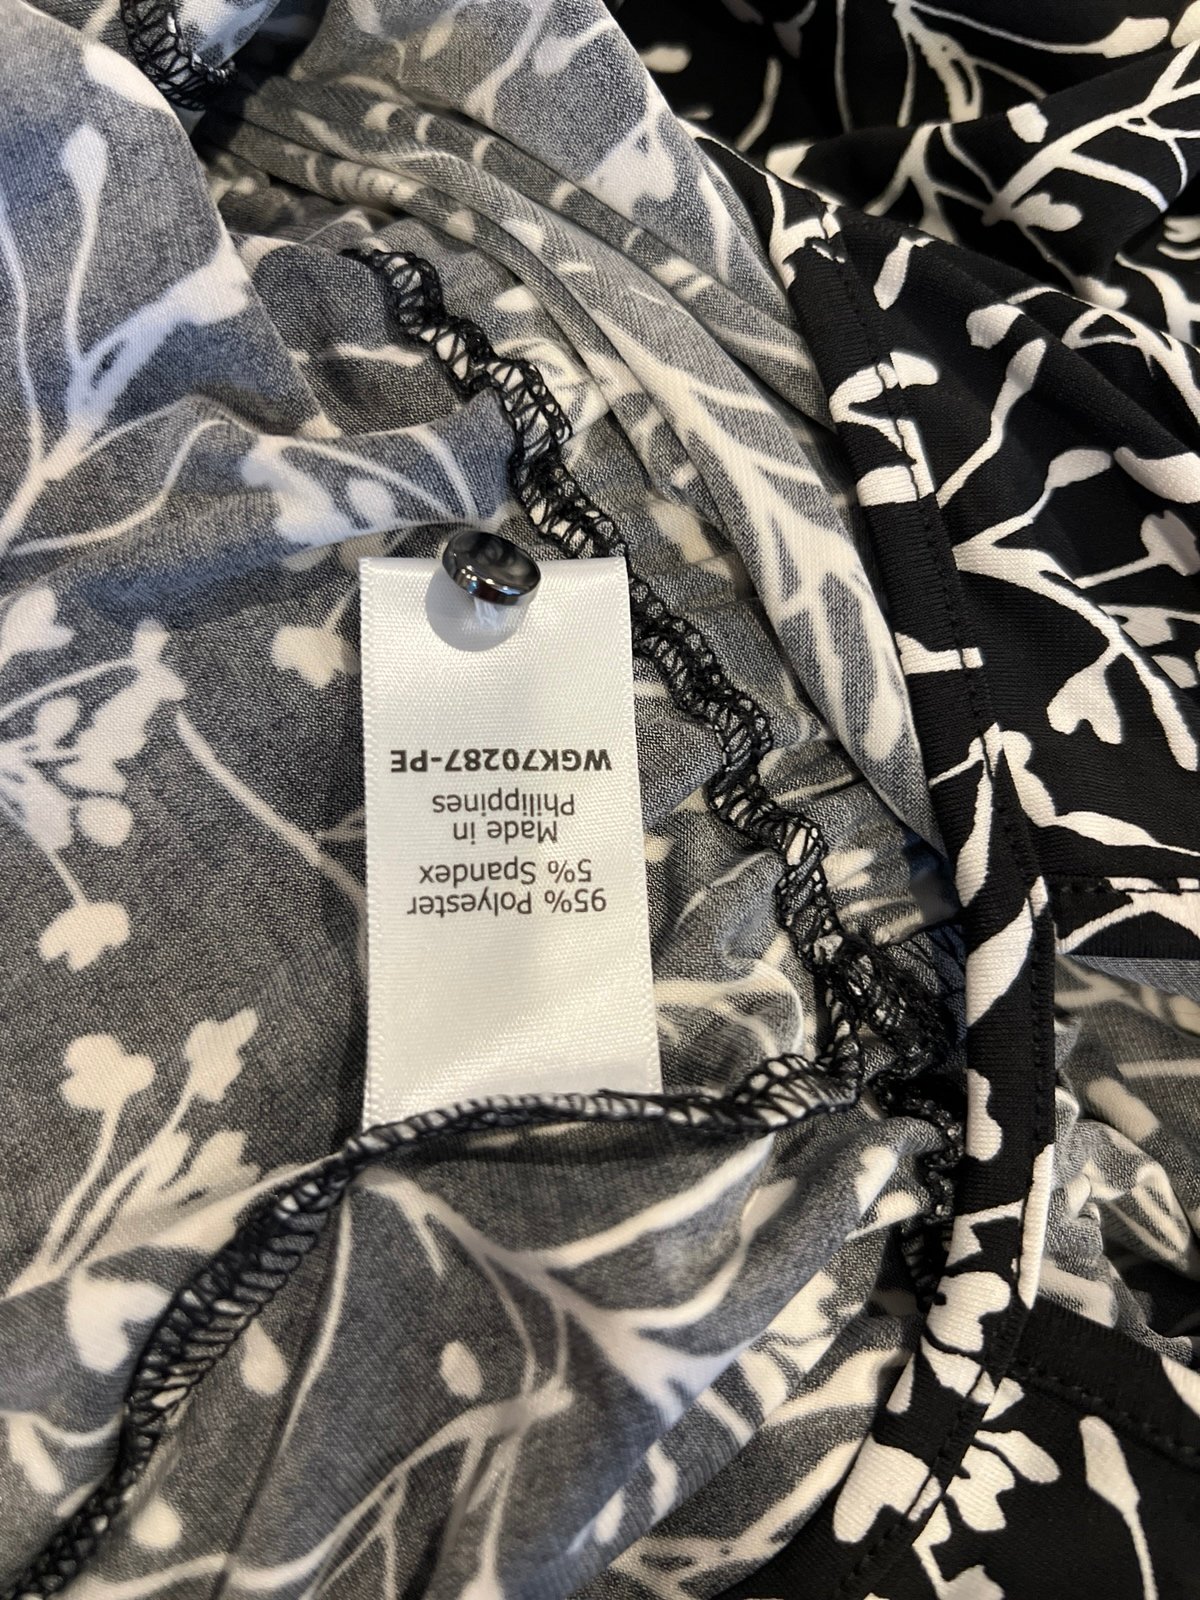 95% Polyester
5% Spandex
Made in
Philippines
WGK70287-PE